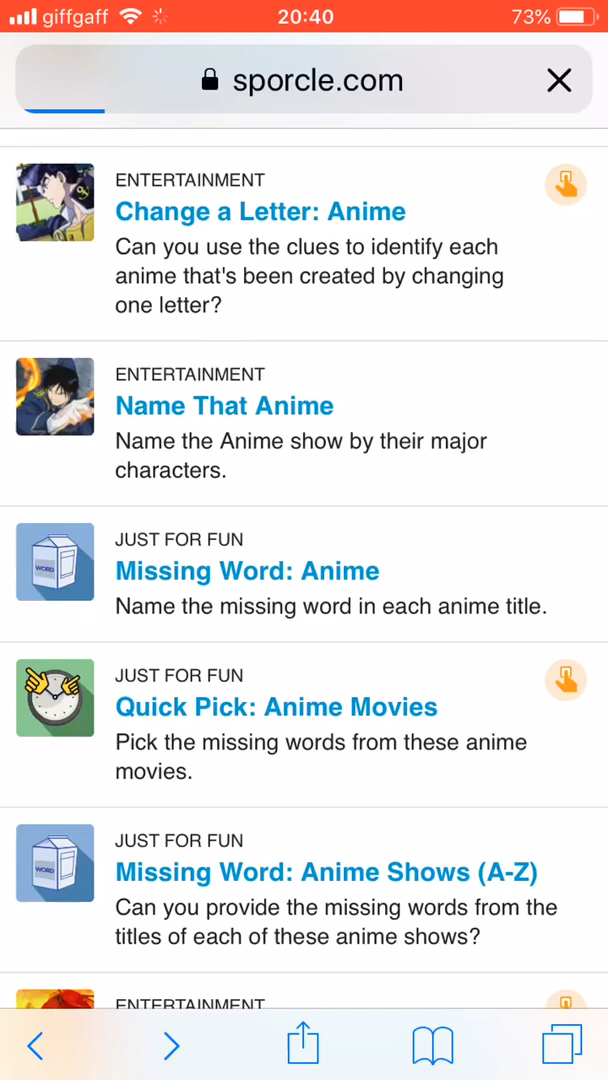 giffgaff 20:40 73%
sporcle.com
ENTERTAINMENT
Change a Letter: Anime
Can you use the clues to identify each
anime that's been created by changing
one letter?
ENTERTAINMENT
Name That Anime
Name the Anime show by their major
characters.
WORD
JUST FOR FUN
Missing Word: Anime
Name the missing word in each anime title.
JUST FOR FUN
Quick Pick: Anime Movies
Pick the missing words from these anime
movies.
WORD
JUST FOR FUN
Missing Word: Anime Shows (A-Z)
Can you provide the missing words from the
titles of each of these anime shows?
ENTERTAINMENT